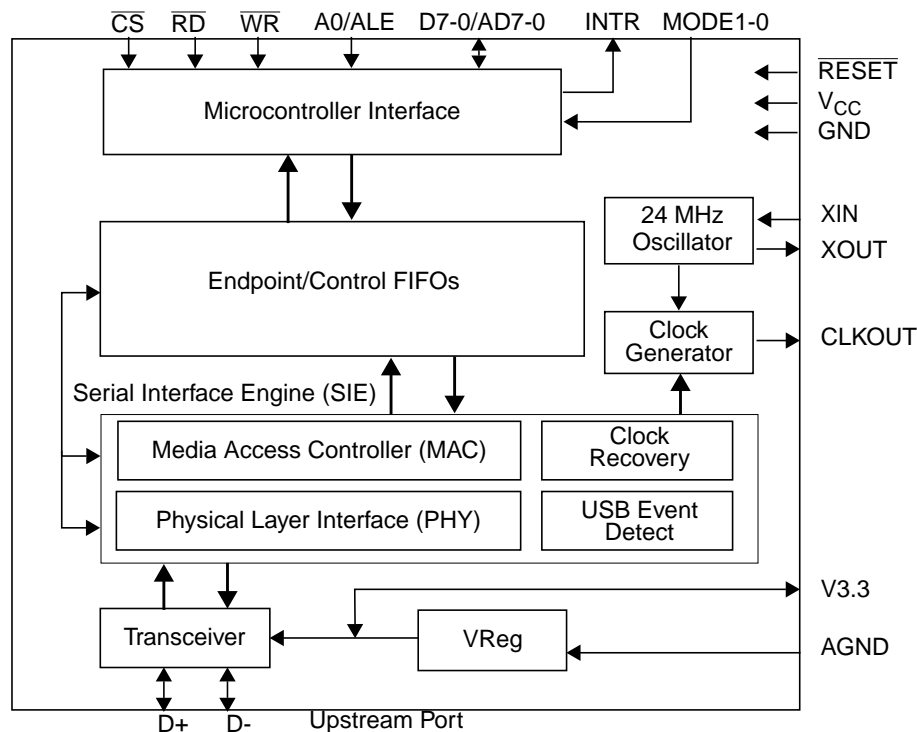 CS RD WR A0/ALE D7-0/AD7-0 INTR MODE1-0
RESET
VCC
GND
Microcontroller Interface
24 MHz
Oscillator
XIN
XOUT
Endpoint/Control FIFOs
Clock
Generator
CLKOUT
Serial Interface Engine (SIE)
Media Access Controller (MAC)
Clock
Recovery
Physical Layer Interface (PHY)
USB Event
Detect
V3.3
Transceiver
VReg
AGND
D+ D- Upstream Port